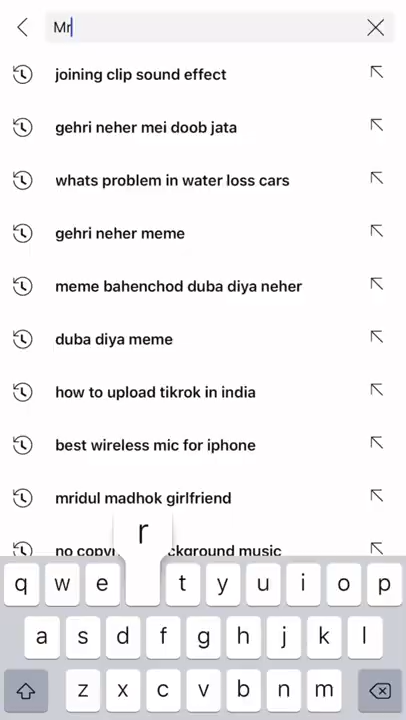 Mr
joining clip sound effect
gehri neher mei doob jata
whats problem in water loss cars
gehri neher meme
meme bahenchod duba diya neher
duba diya meme
how to upload tikrok in india
best wireless mic for iphone
mridul madhok girlfriend
r
no copy ckground music
q w e t y u i o p
a s d f g h j k l
z x c v b n m